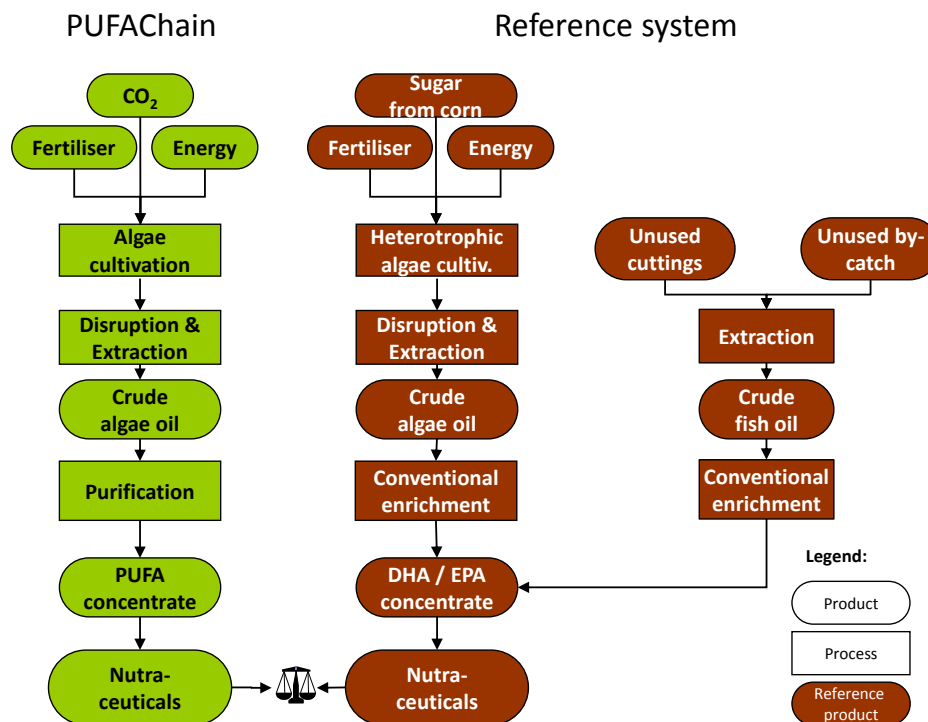 PUFAChain
Reference system
CO₂
Fertiliser
Energy
Algae
cultivation
Disruption &
Extraction
Crude
algae oil
Purification
PUFA
concentrate
Nutra-
ceuticals
Sugar
from corn
Fertiliser
Energy
Heterotrophic
algae cultiv.
Disruption &
Extraction
Crude
algae oil
Conventional
enrichment
DHA / EPA
concentrate
Nutra-
ceuticals
Unused
cuttings
Unused by-
catch
Extraction
Crude
fish oil
Conventional
enrichment
Legend:
Product
Process
Reference
product